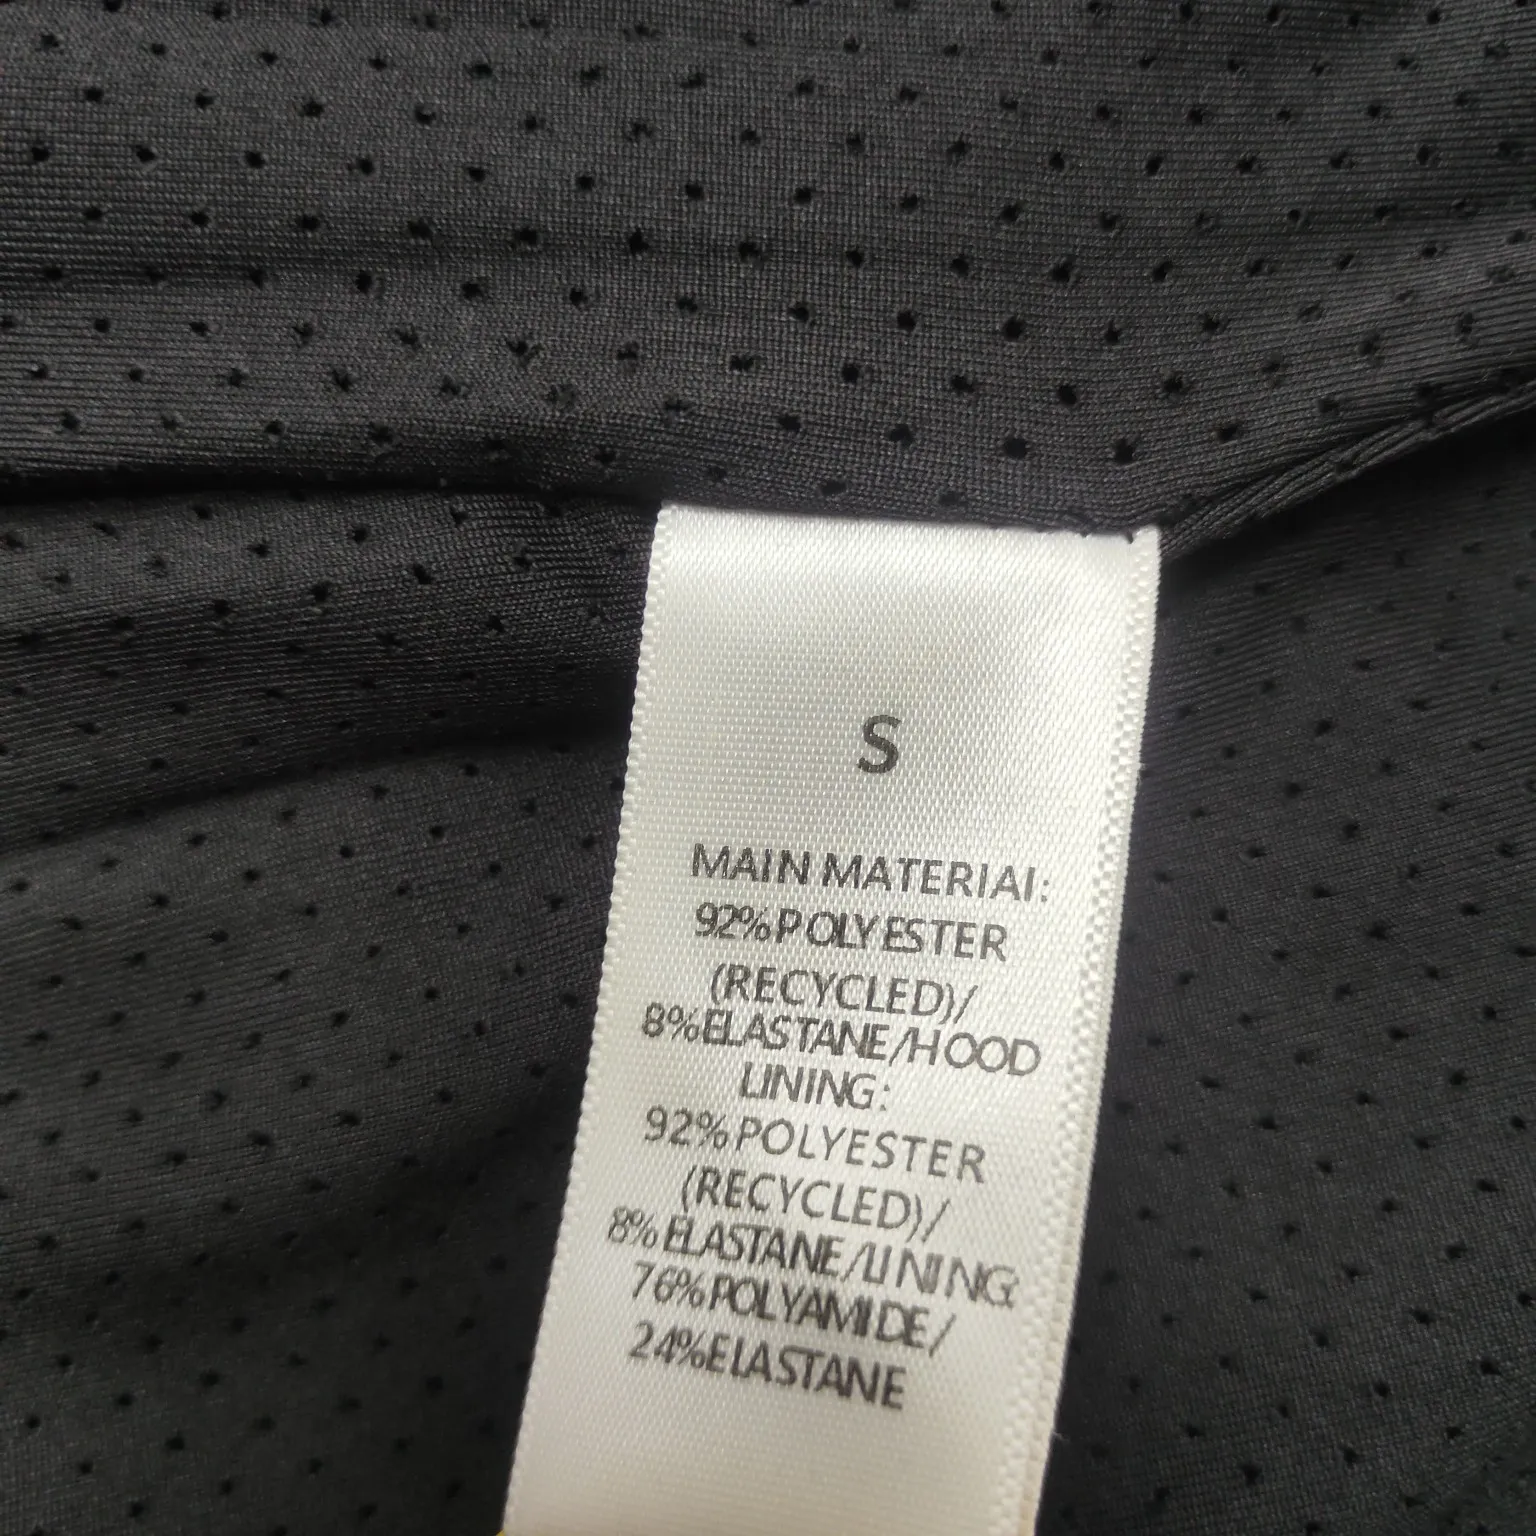 S
MAIN MATERIAI:
92%POLYESTER
(RECYCLED)/
8%ELASTANE/HOOD
LINING:
92%POLYESTER
(RECYCLED)/
8%ELASTANE/LINING:
76%POLYAMIDE/
24%ELASTANE